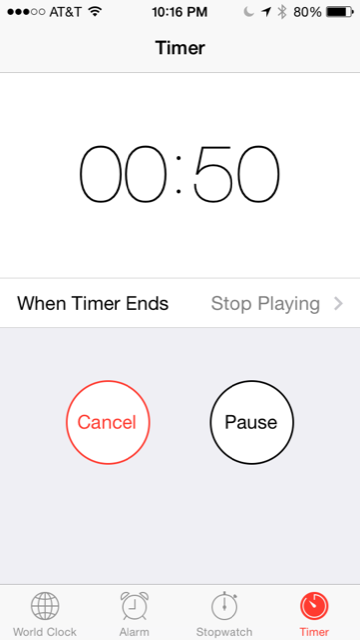 AT&T 10:16 PM 80%
Timer
00:50
When Timer Ends Stop Playing
Cancel Pause
World Clock Alarm Stopwatch Timer